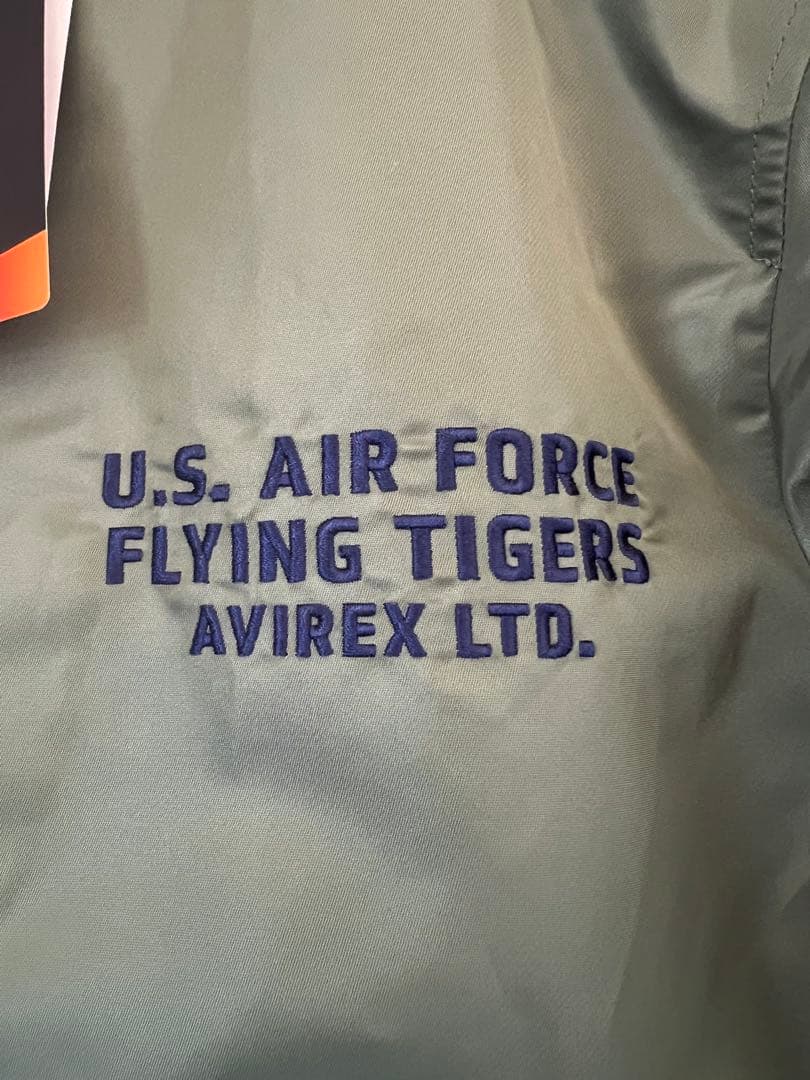 U.S. AIR FORCE
FLYING TIGERS
AVIREX LTD.